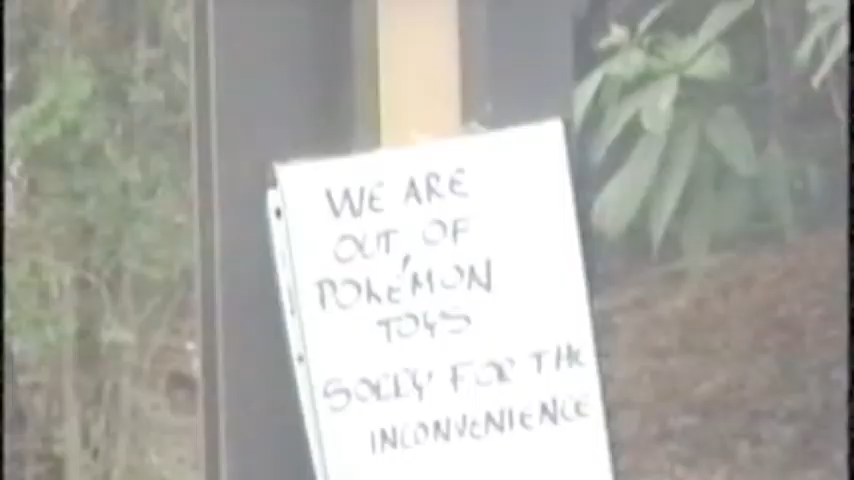 WE ARE
OUT OF
POKéMON
TOYS
SORRY FOR THE
INCONVENIENCE